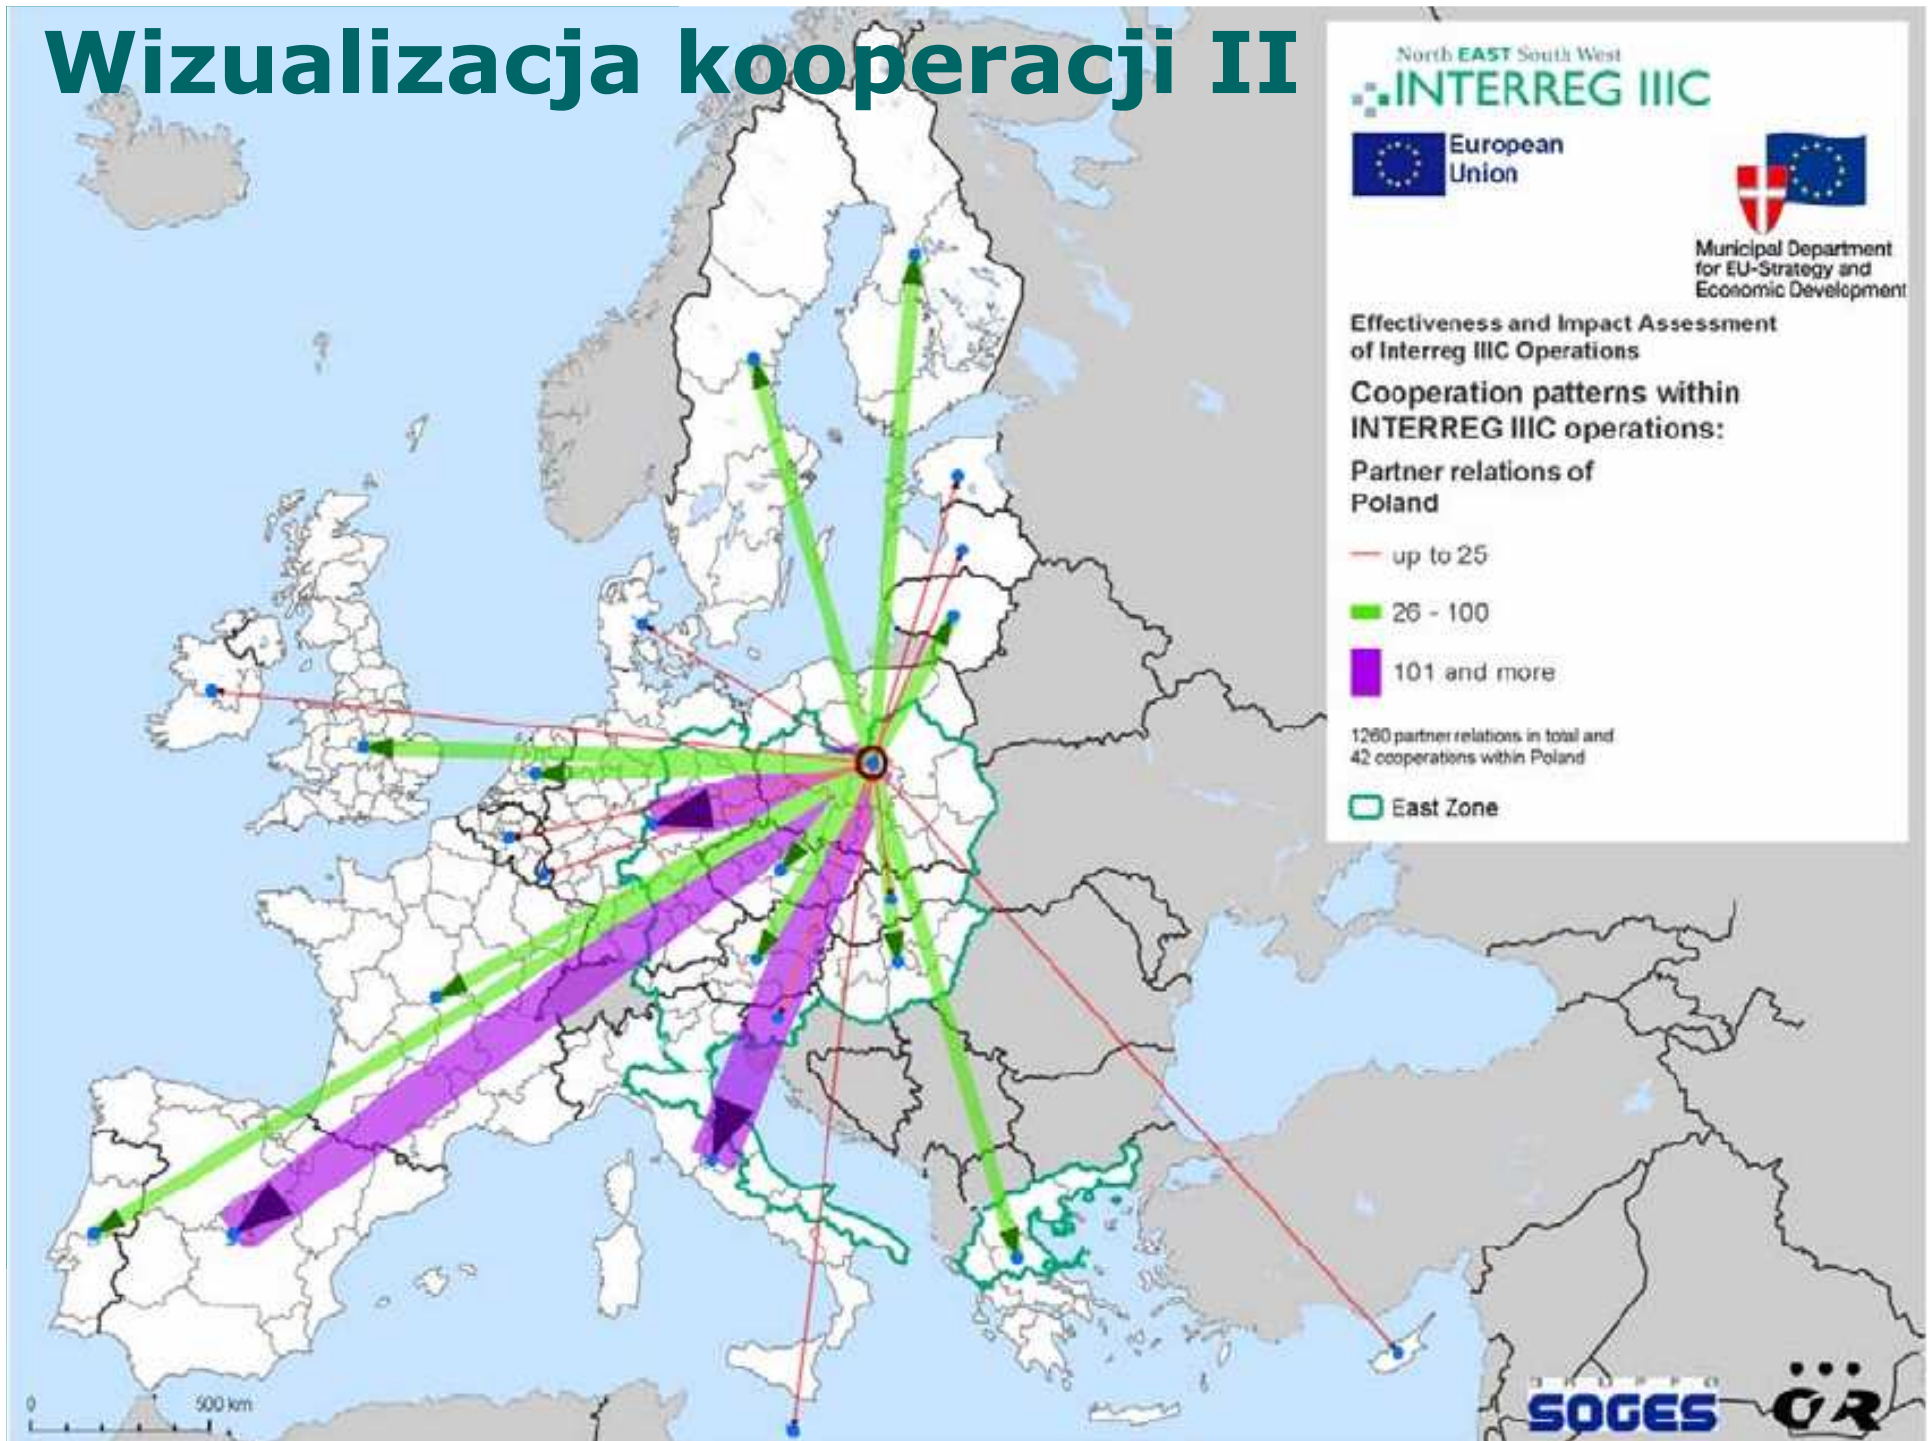 Wizualizacja kooperacji II
North EAST South West
INTERREG IIIC
European
Union
Municipal Department
for EU-Strategy and
Economic Development
Effectiveness and Impact Assessment
of Interreg IIIC Operations
Cooperation patterns within
INTERREG IIIC operations:
Partner relations of
Poland
up to 25
26 - 100
101 and more
1260 partner relations in total and
42 cooperations within Poland
East Zone
0 500 km
GRUPPO
SOGES
ÖIR